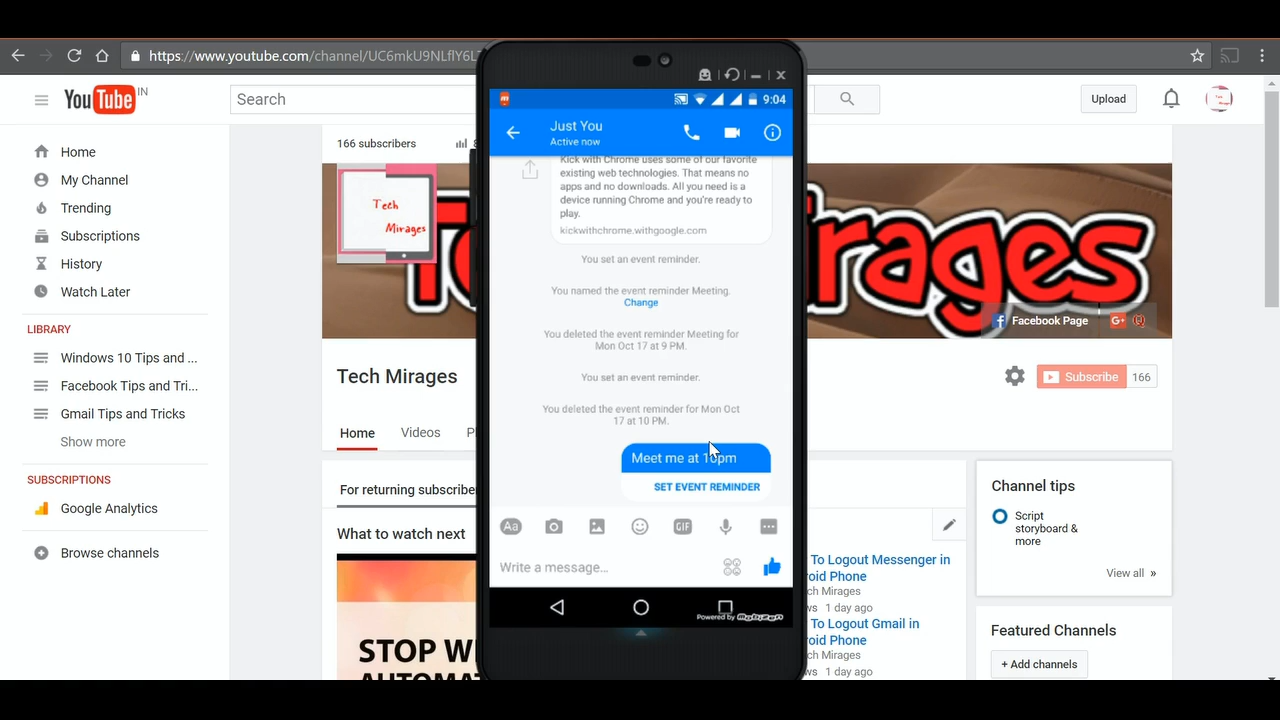 https://www.youtube.com/channel/UC6mkU9NLflY6L
YouTube IN
Search
Upload
Home
My Channel
Trending
Subscriptions
History
Watch Later
LIBRARY
Windows 10 Tips and ...
Facebook Tips and Tri...
Gmail Tips and Tricks
Show more
SUBSCRIPTIONS
Google Analytics
Browse channels
166 subscribers
Tech
Mirages
rages
Facebook Page
G+
Tech Mirages
Subscribe 166
Home Videos
For returning subscribe
What to watch next
STOP W
9:04
Just You
Active now
Kick with Chrome uses some of our favorite
existing web technologies. That means no
apps and no downloads. All you need is a
device running Chrome and you're ready to
play.
kickwithchrome.withgoogle.com
You set an event reminder.
You named the event reminder Meeting.
Change
You deleted the event reminder Meeting for
Mon Oct 17 at 9 PM.
You set an event reminder.
You deleted the event reminder for Mon Oct
17 at 10 PM.
Meet me at 10pm
SET EVENT REMINDER
Aa
GIF
Write a message...
Powered by Mobizen
To Logout Messenger in
oid Phone
ch Mirages
ws 1 day ago
To Logout Gmail in
oid Phone
ch Mirages
ws 1 day ago
Channel tips
Script
storyboard &
more
View all »
Featured Channels
+ Add channels